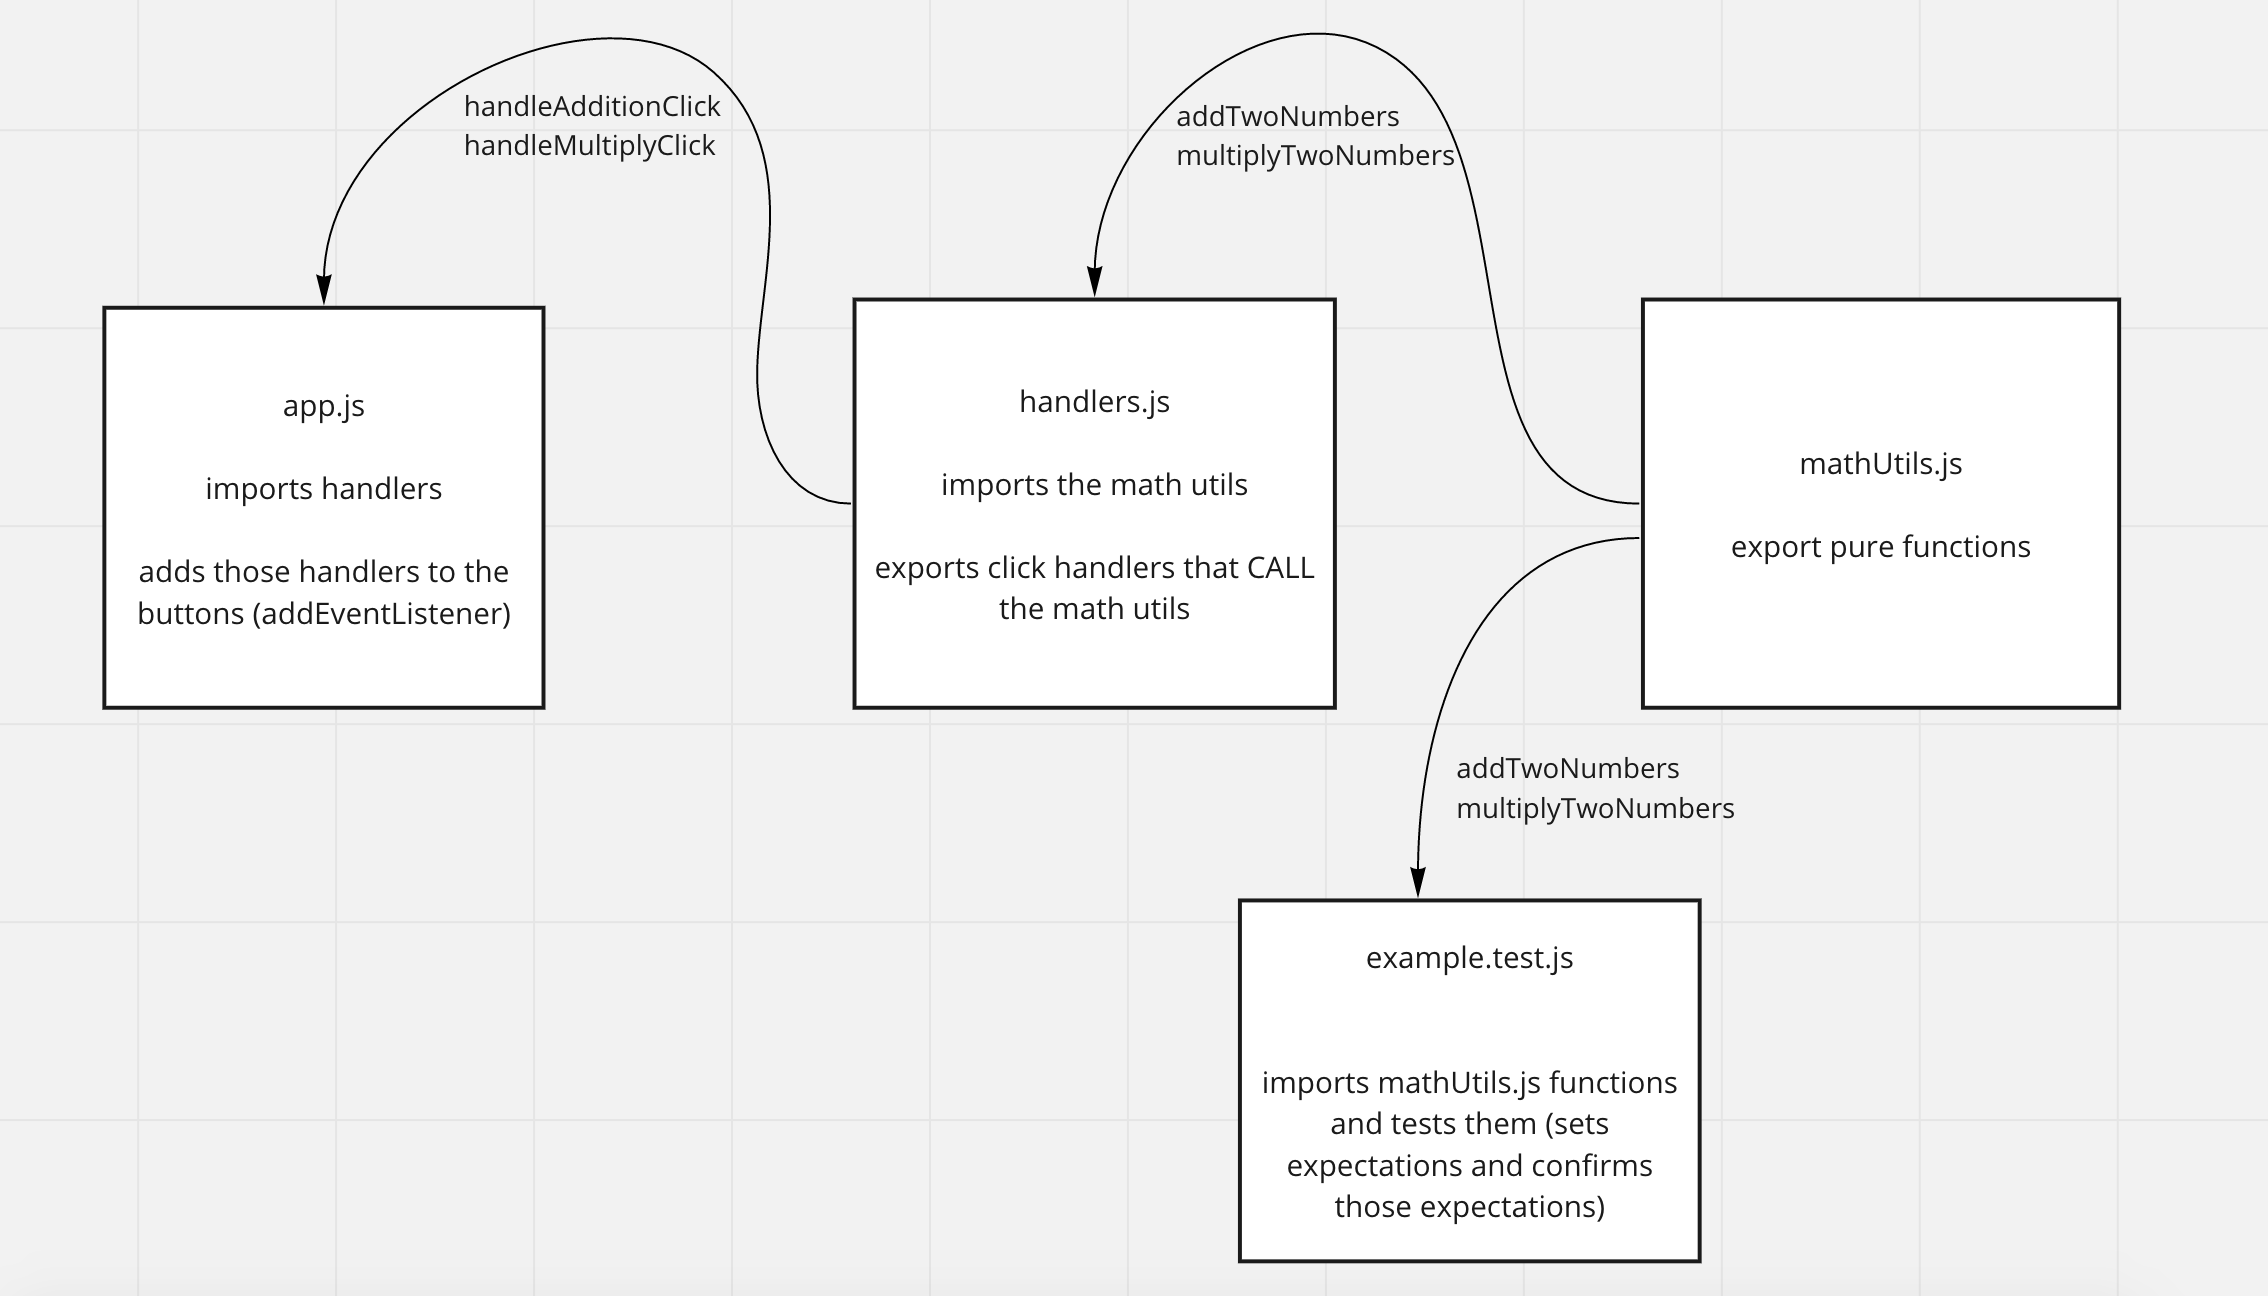 handleAdditionClick
handleMultiplyClick
addTwoNumbers
multiplyTwoNumbers
app.js
imports handlers
adds those handlers to the
buttons (addEventListener)
handlers.js
imports the math utils
exports click handlers that CALL
the math utils
mathUtils.js
export pure functions
addTwoNumbers
multiplyTwoNumbers
example.test.js
imports mathUtils.js functions
and tests them (sets
expectations and confirms
those expectations)